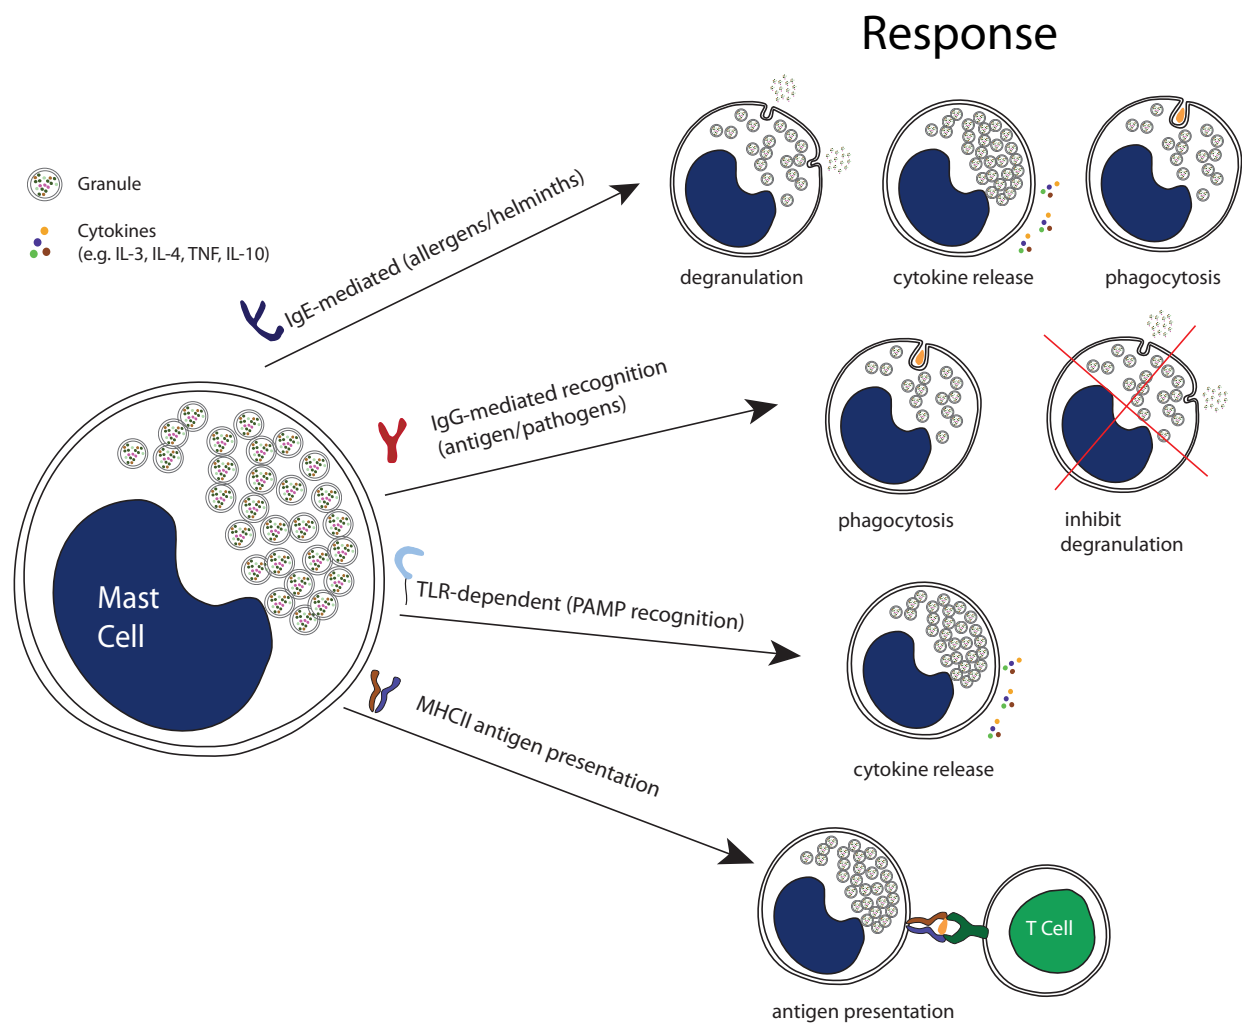 Response
Granule
Cytokines
(e.g. IL-3, IL-4, TNF, IL-10)
IgE-mediated (allergens/helminths)
degranulation
cytokine release
phagocytosis
IgG-mediated recognition
(antigen/pathogens)
phagocytosis
inhibit
degranulation
Mast
Cell
TLR-dependent (PAMP recognition)
cytokine release
MHCII antigen presentation
T Cell
antigen presentation